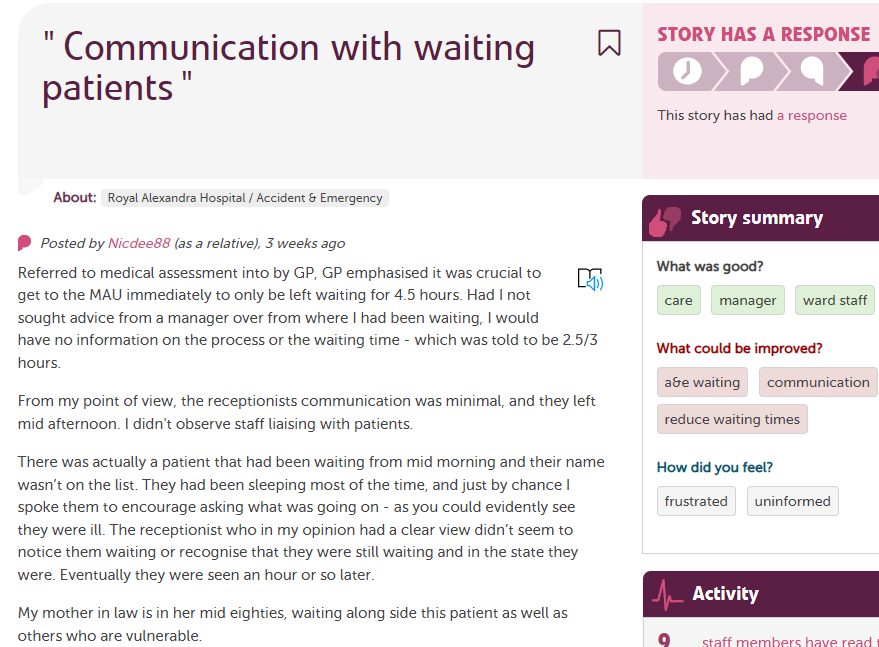 " Communication with waiting
patients "
About: Royal Alexandra Hospital / Accident & Emergency
Posted by Nicdee88 (as a relative), 3 weeks ago
Referred to medical assessment into by GP, GP emphasised it was crucial to
get to the MAU immediately to only be left waiting for 4.5 hours. Had I not
sought advice from a manager over from where I had been waiting, I would
have no information on the process or the waiting time - which was told to be 2.5/3
hours.
From my point of view, the receptionists communication was minimal, and they left
mid afternoon. I didn't observe staff liaising with patients.
There was actually a patient that had been waiting from mid morning and their name
wasn't on the list. They had been sleeping most of the time, and just by chance I
spoke them to encourage asking what was going on - as you could evidently see
they were ill. The receptionist who in my opinion had a clear view didn't seem to
notice them waiting or recognise that they were still waiting and in the state they
were. Eventually they were seen an hour or so later.
My mother in law is in her mid eighties, waiting along side this patient as well as
others who are vulnerable.
STORY HAS A RESPONSE
This story has had a response
Story summary
What was good?
care manager ward staff
What could be improved?
a&e waiting communication
reduce waiting times
How did you feel?
frustrated uninformed
Activity
9 staff members have read